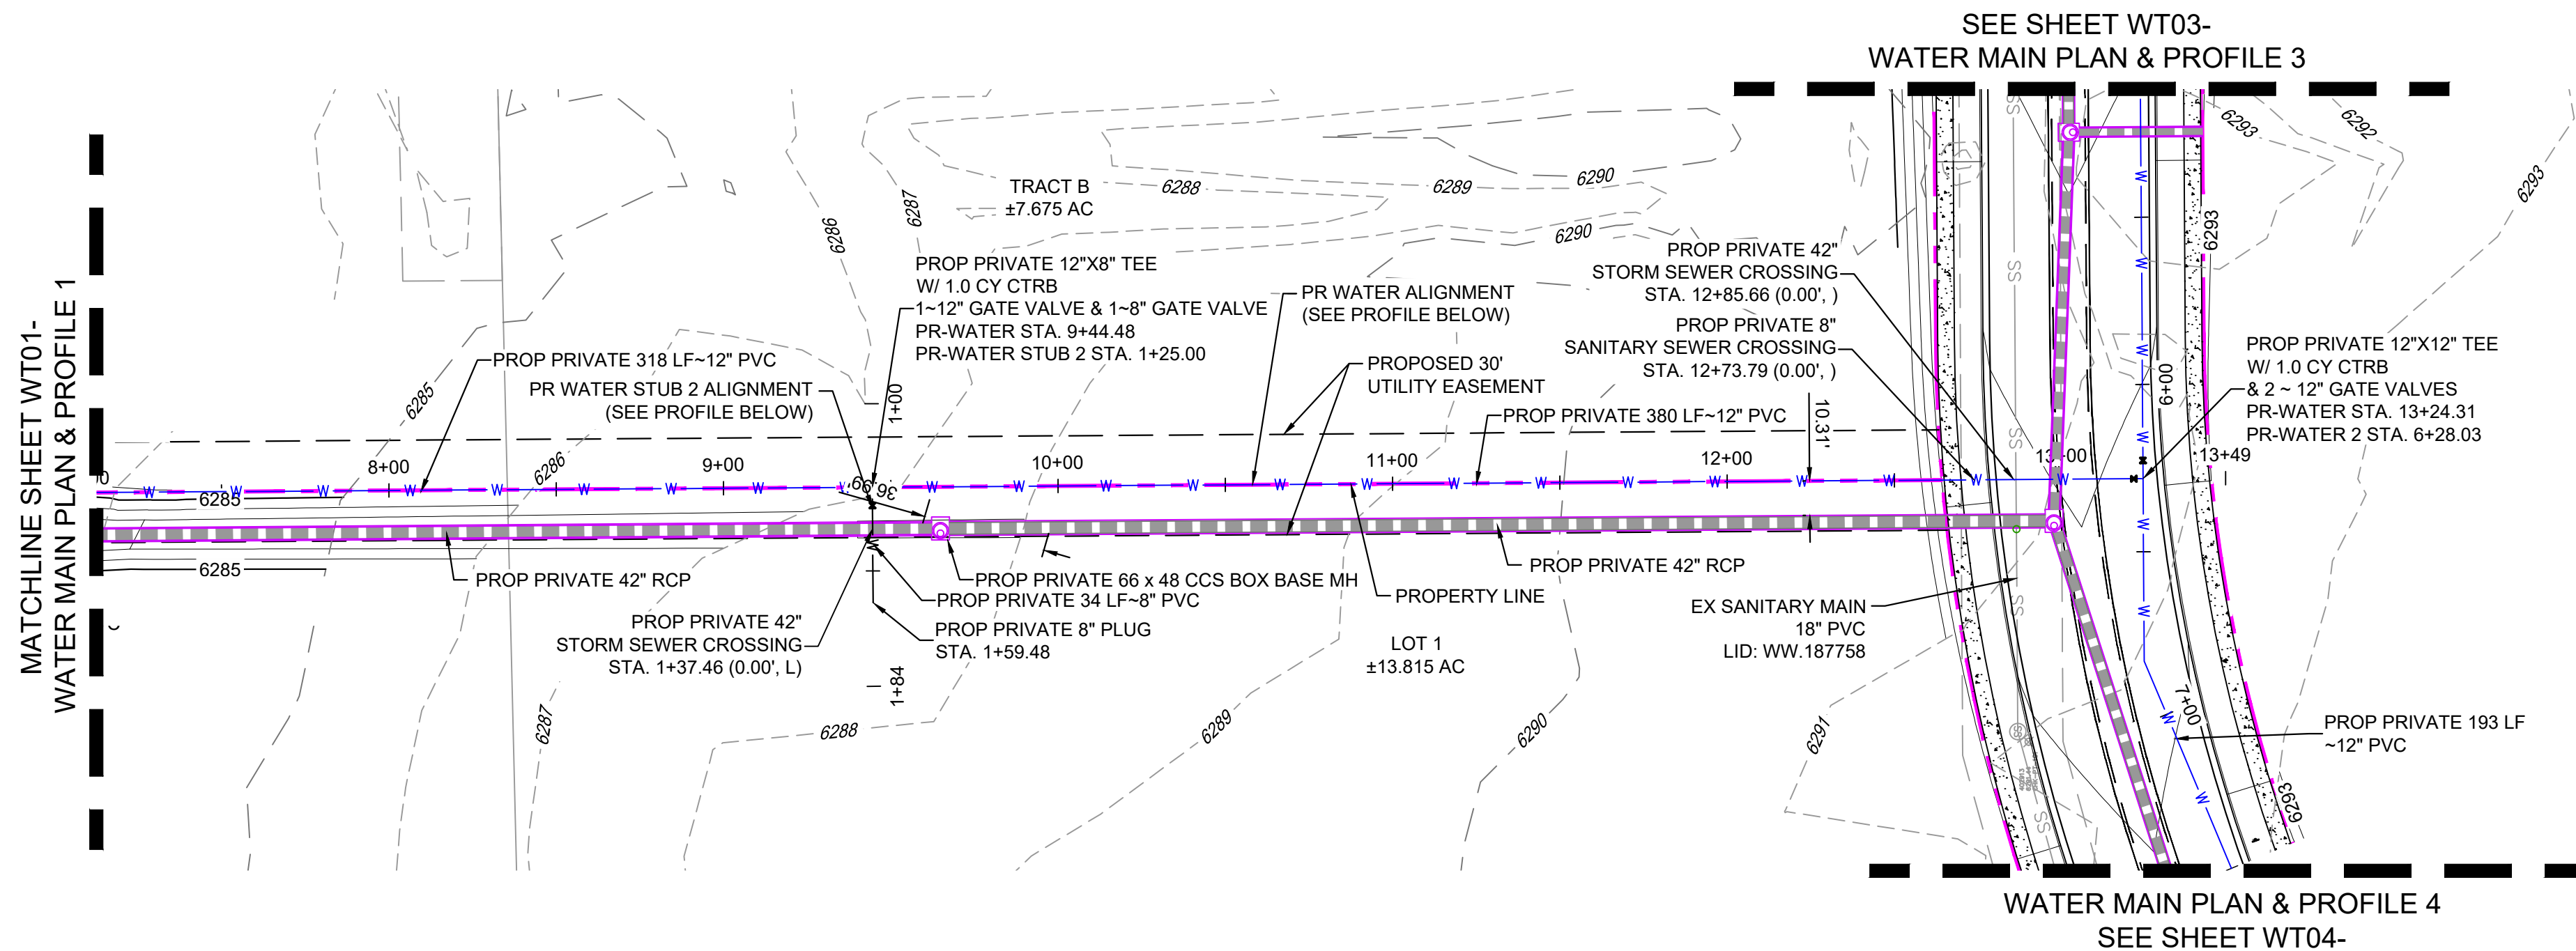 SEE SHEET WT03-
WATER MAIN PLAN & PROFILE 3
MATCHLINE SHEET WT01-
WATER MAIN PLAN & PROFILE 1
6293
6292
6293
6293
TRACT B
±7.675 AC
6288
6289
6290
6290
6286
6287
PROP PRIVATE 12"X8" TEE
W/ 1.0 CY CTRB
1~12" GATE VALVE & 1~8" GATE VALVE
PR-WATER STA. 9+44.48
PR-WATER STUB 2 STA. 1+25.00
PR WATER ALIGNMENT
(SEE PROFILE BELOW)
PROP PRIVATE 42"
STORM SEWER CROSSING
STA. 12+85.66 (0.00', )
PROP PRIVATE 8"
SANITARY SEWER CROSSING
STA. 12+73.79 (0.00', )
PROPOSED 30'
UTILITY EASEMENT
PROP PRIVATE 12"X12" TEE
W/ 1.0 CY CTRB
& 2 ~ 12" GATE VALVES
PR-WATER STA. 13+24.31
PR-WATER 2 STA. 6+28.03
PROP PRIVATE 318 LF~12" PVC
PR WATER STUB 2 ALIGNMENT
(SEE PROFILE BELOW)
6285
6286
1+00
PROP PRIVATE 380 LF~12" PVC
10.31'
6+00
8+00
9+00
10+00
11+00
12+00
13+00
13+49
36.99'
W W W W W W W W W W W W W W W W W W W W W W
6285
6285
SS
SS
SS
SS
SS
W
W
W
W
W
W
W
W
W
PROP PRIVATE 42" RCP
PROP PRIVATE 66 x 48 CCS BOX BASE MH
PROP PRIVATE 34 LF~8" PVC
PROP PRIVATE 8" PLUG
STA. 1+59.48
PROP PRIVATE 42"
STORM SEWER CROSSING
STA. 1+37.46 (0.00', L)
1+84
PROPERTY LINE
PROP PRIVATE 42" RCP
LOT 1
±13.815 AC
EX SANITARY MAIN
18" PVC
LID: WW.187758
6287
6288
6289
6290
6291
7+00
PROP PRIVATE 193 LF
~12" PVC
6293
WATER MAIN PLAN & PROFILE 4
SEE SHEET WT04-